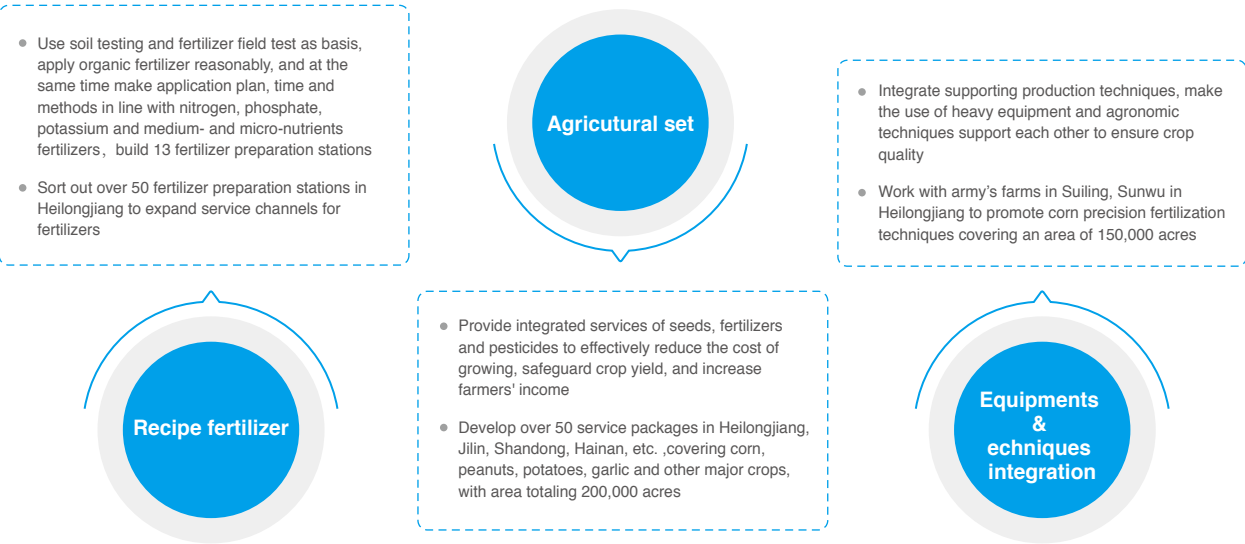 Use soil testing and fertilizer field test as basis,
apply organic fertilizer reasonably, and at the
same time make application plan, time and
methods in line with nitrogen, phosphate,
potassium and medium- and micro-nutrients
fertilizers，build 13 fertilizer preparation stations
Sort out over 50 fertilizer preparation stations in
Heilongjiang to expand service channels for
fertilizers
Recipe fertilizer
Agricutural set
Provide integrated services of seeds, fertilizers
and pesticides to effectively reduce the cost of
growing, safeguard crop yield, and increase
farmers' income
Develop over 50 service packages in Heilongjiang,
Jilin, Shandong, Hainan, etc. ,covering corn,
peanuts, potatoes, garlic and other major crops,
with area totaling 200,000 acres
Integrate supporting production techniques, make
the use of heavy equipment and agronomic
techniques support each other to ensure crop
quality
Work with army’s farms in Suiling, Sunwu in
Heilongjiang to promote corn precision fertilization
techniques covering an area of 150,000 acres
Equipments
&
echniques
integration